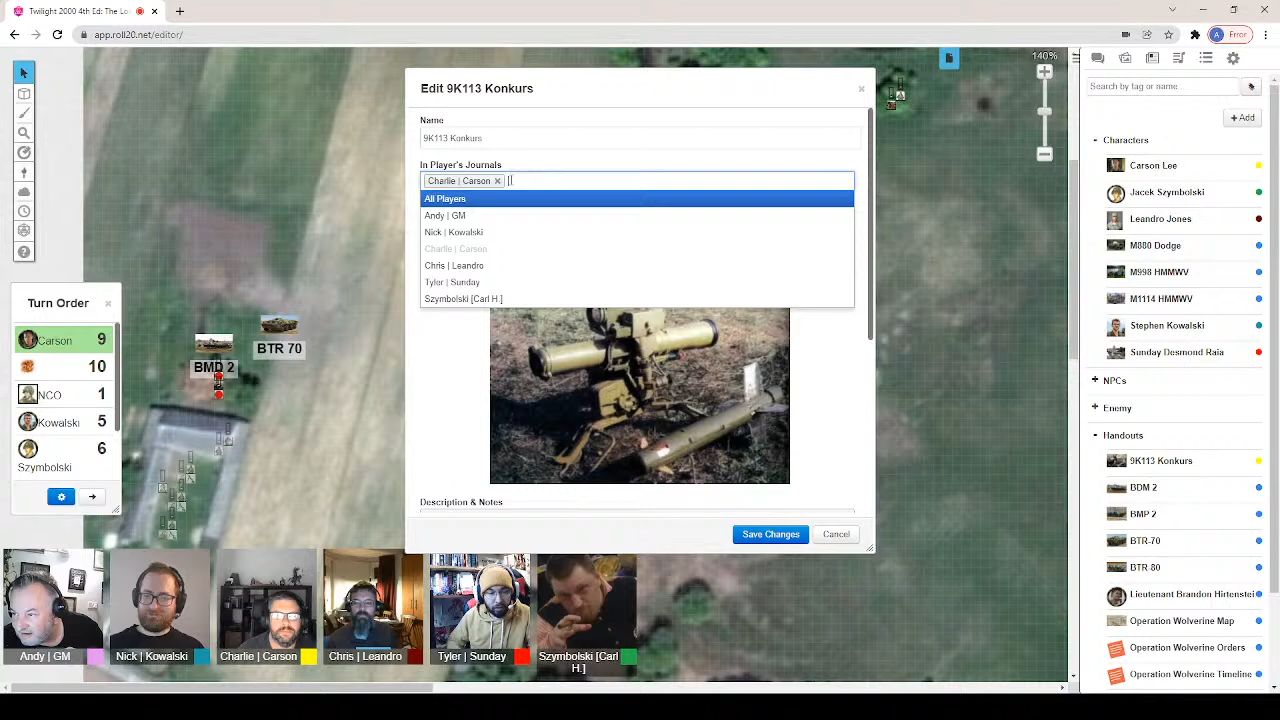 Twilight 2000 4th Ed: The Lo
app.roll20.net/editor/
A Error
140%
Edit 9K113 Konkurs
Name
9K113 Konkurs
In Player's Journals
Charlie | Carson
All Players
Andy | GM
Nick | Kowalski
Charlie | Carson
Chris | Leandro
Tyler | Sunday
Szymbolski [Carl H.]
Description & Notes
Save Changes
Cancel
BTR 70
BMD 2
Turn Order
Carson 9
10
NCO 1
Kowalski 5
6
Szymbolski
Andy | GM
Nick | Kowalski
Charlie | Carson
Chris | Leandro
Tyler | Sunday
Szymbolski [Carl
H.]
Search by tag or name...
+ Add
Characters
Carson Lee
Jacek Szymbolski
Leandro Jones
M880 Dodge
M998 HMMWV
M1114 HMMWV
Stephen Kowalski
Sunday Desmond Raia
NPCs
Enemy
Handouts
9K113 Konkurs
BDM 2
BMP 2
BTR-70
BTR-80
Lieutenant Brandon Hirtenstei
Operation Wolverine Map
Operation Wolverine Orders
Operation Wolverine Timeline